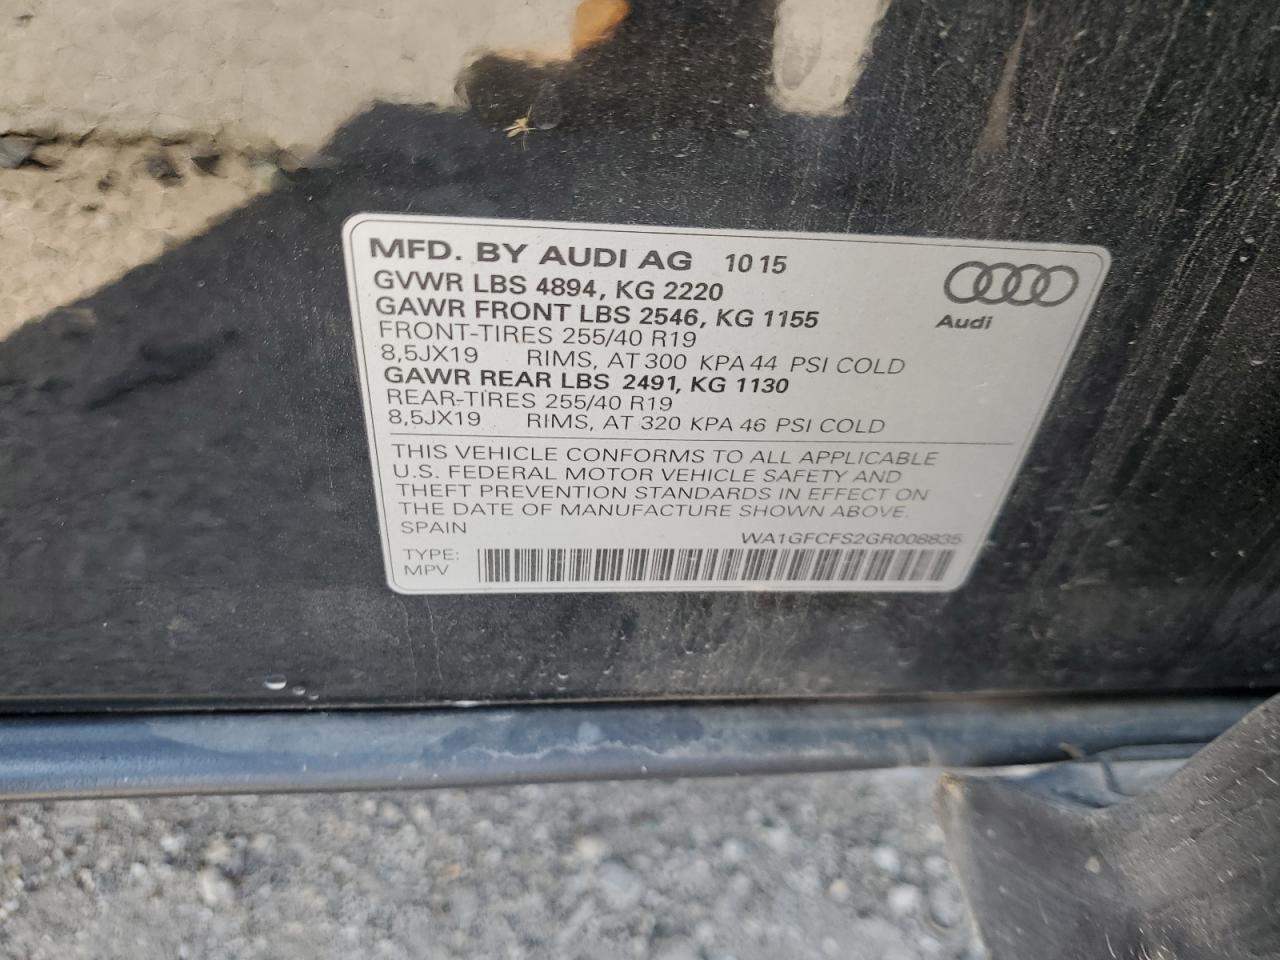 MFD. BY AUDI AG 10 15
GVWR LBS 4894, KG 2220
GAWR FRONT LBS 2546, KG 1155
FRONT-TIRES 255/40 R19
8,5JX19 RIMS, AT 300 KPA 44 PSI COLD
GAWR REAR LBS 2491, KG 1130
REAR-TIRES 255/40 R19
8,5JX19 RIMS, AT 320 KPA 46 PSI COLD
Audi
THIS VEHICLE CONFORMS TO ALL APPLICABLE
U.S. FEDERAL MOTOR VEHICLE SAFETY AND
THEFT PREVENTION STANDARDS IN EFFECT ON
THE DATE OF MANUFACTURE SHOWN ABOVE.
SPAIN
WA1GFCFS2GR008835
TYPE:
MPV